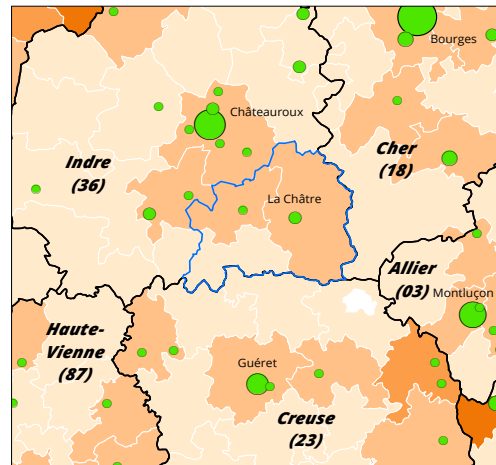 Bourges
Châteauroux
Cher
(18)
Indre
(36)
La Châtre
Allier
(03)
Montluçon
Haute-
Vienne
(87)
Guéret
Creuse
(23)